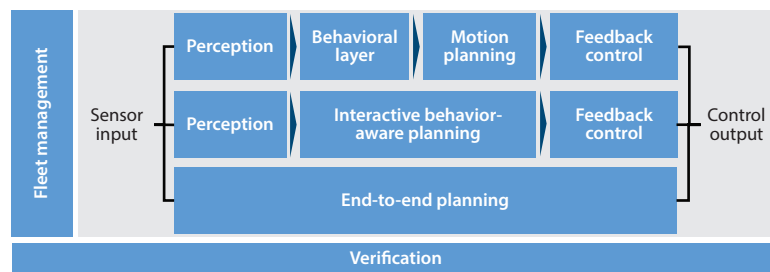 Fleet management
Sensor
input
Perception
Behavioral
layer
Motion
planning
Feedback
control
Perception
Interactive behavior-
aware planning
Feedback
control
End-to-end planning
Control
output
Verification